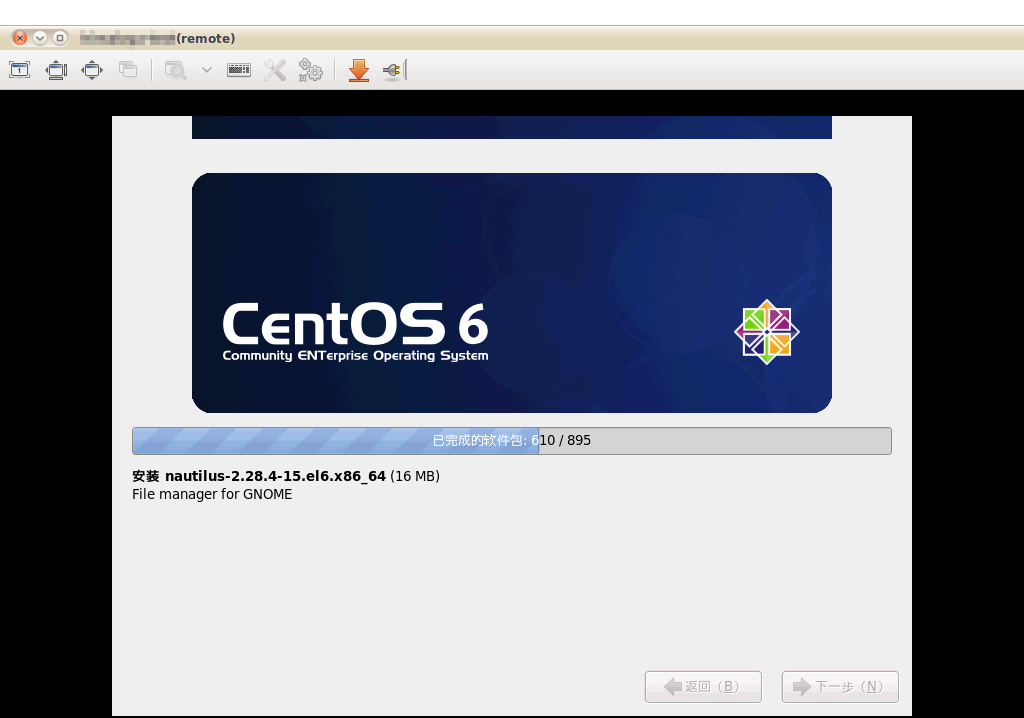 (remote)
CentOS 6
Community ENTerprise Operating System
已完成的软件包: 610 / 895
安装 nautilus-2.28.4-15.el6.x86_64 (16 MB)
File manager for GNOME
返回（B）
下一步（N）